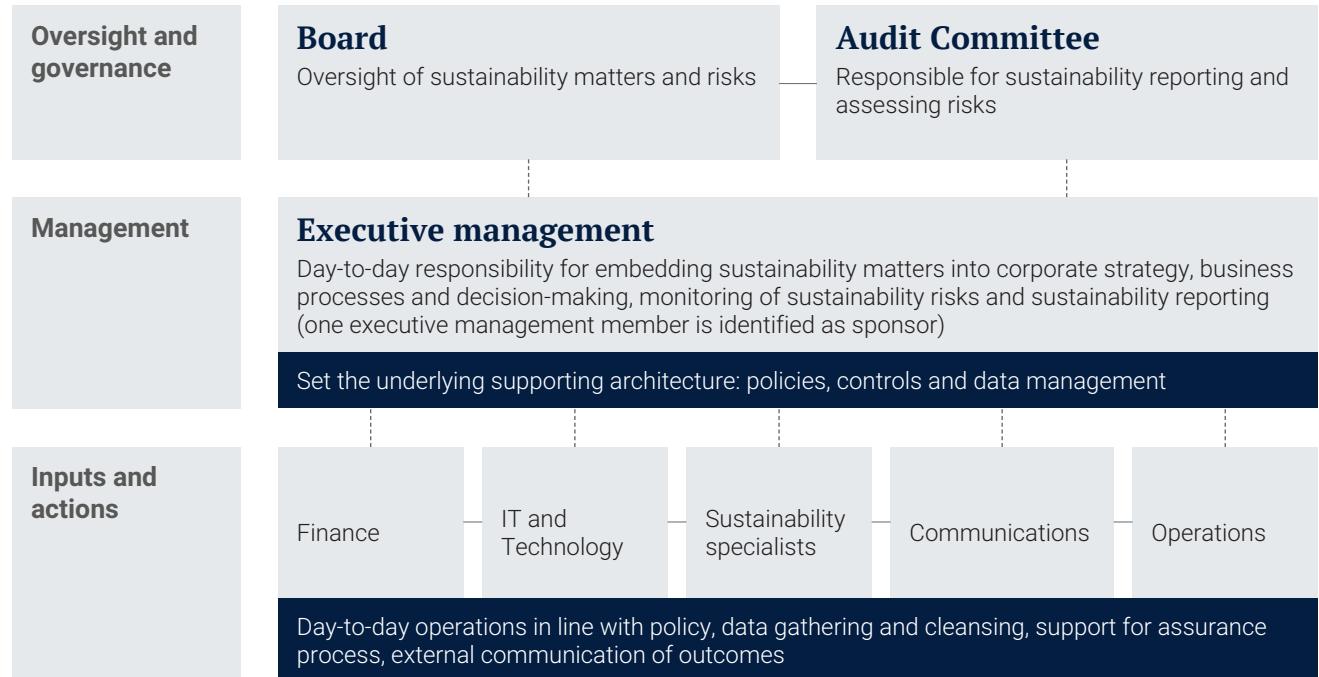 Oversight and
governance
Board
Oversight of sustainability matters and risks
Audit Committee
Responsible for sustainability reporting and
assessing risks
Management
Executive management
Day-to-day responsibility for embedding sustainability matters into corporate strategy, business
processes and decision-making, monitoring of sustainability risks and sustainability reporting
(one executive management member is identified as sponsor)
Set the underlying supporting architecture: policies, controls and data management
Inputs and
actions
Finance
IT and
Technology
Sustainability
specialists
Communications
Operations
Day-to-day operations in line with policy, data gathering and cleansing, support for assurance
process, external communication of outcomes